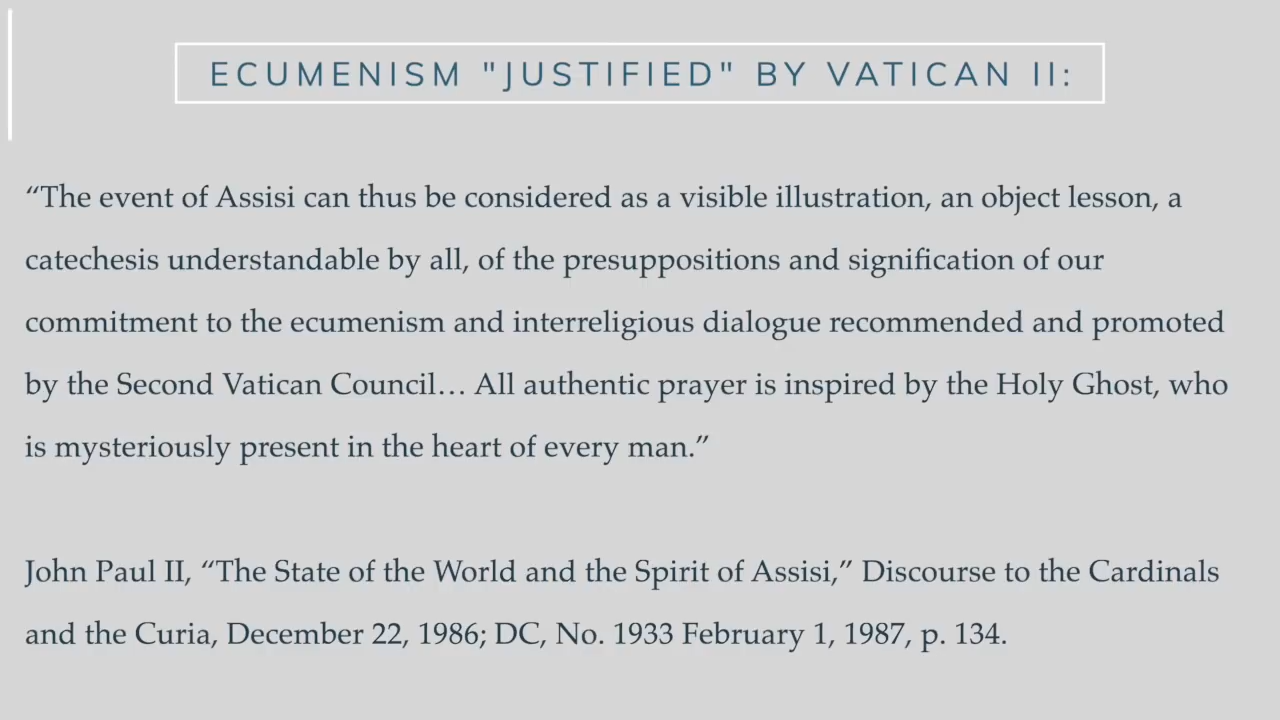 ECUMENISM "JUSTIFIED" BY VATICAN II:
“The event of Assisi can thus be considered as a visible illustration, an object lesson, a
catechesis understandable by all, of the presuppositions and signification of our
commitment to the ecumenism and interreligious dialogue recommended and promoted
by the Second Vatican Council… All authentic prayer is inspired by the Holy Ghost, who
is mysteriously present in the heart of every man.”
John Paul II, “The State of the World and the Spirit of Assisi,” Discourse to the Cardinals
and the Curia, December 22, 1986; DC, No. 1933 February 1, 1987, p. 134.